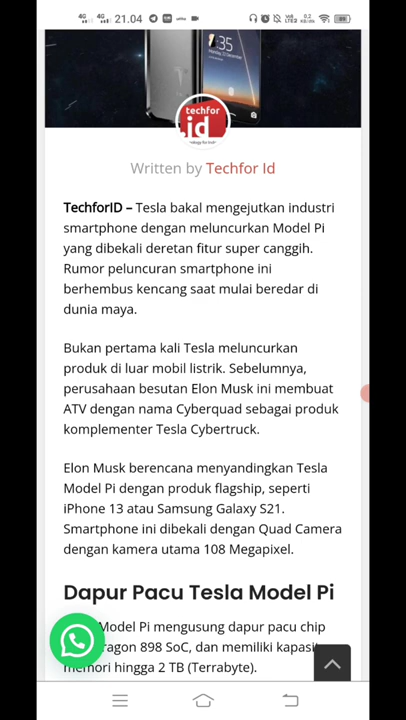 4G 4G 21.04
:35
techfor
.id
Written by Techfor Id
TechforID – Tesla bakal mengejutkan industri
smartphone dengan meluncurkan Model Pi
yang dibekali deretan fitur super canggih.
Rumor peluncuran smartphone ini
berhembus kencang saat mulai beredar di
dunia maya.
Bukan pertama kali Tesla meluncurkan
produk di luar mobil listrik. Sebelumnya,
perusahaan besutan Elon Musk ini membuat
ATV dengan nama Cyberquad sebagai produk
komplementer Tesla Cybertruck.
Elon Musk berencana menyandingkan Tesla
Model Pi dengan produk flagship, seperti
iPhone 13 atau Samsung Galaxy S21.
Smartphone ini dibekali dengan Quad Camera
dengan kamera utama 108 Megapixel.
Dapur Pacu Tesla Model Pi
Model Pi mengusung dapur pacu chip
898 SoC, dan memiliki
hingga 2 TB (Terrabyte).